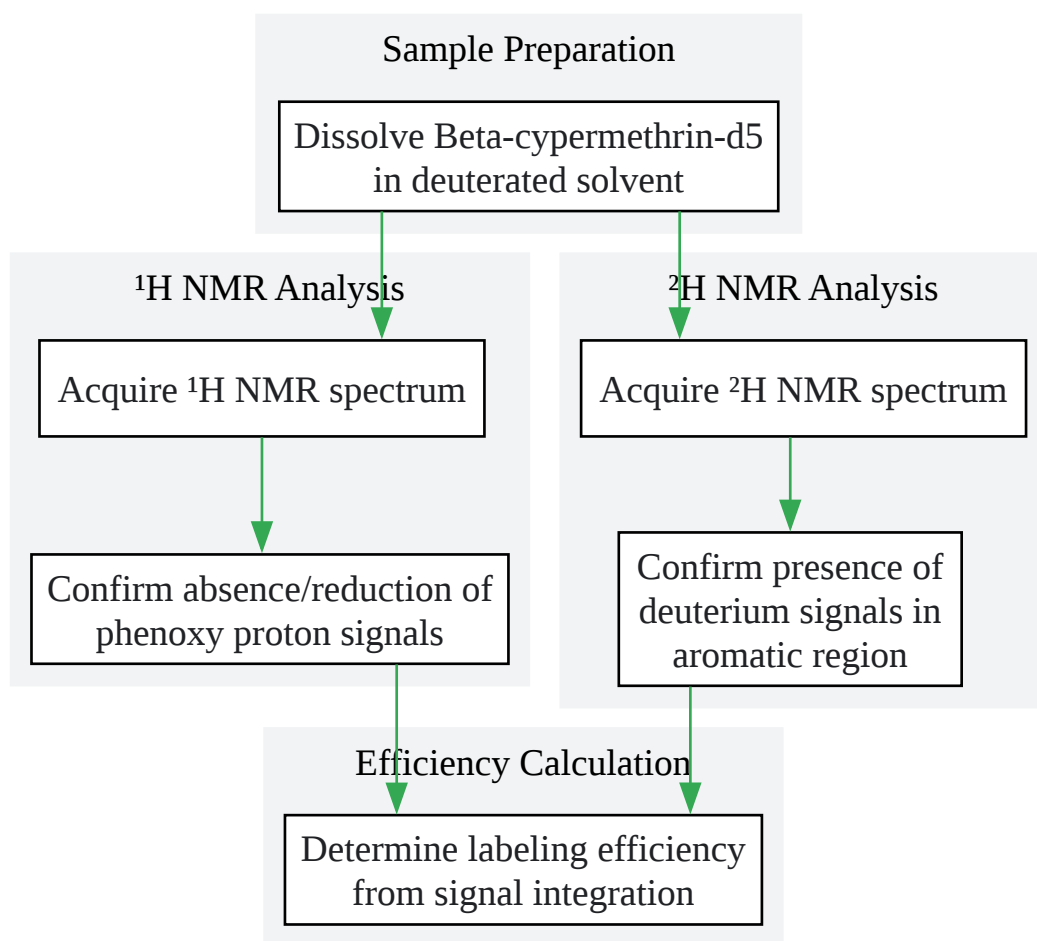 Sample Preparation
Dissolve Beta-cypermethrin-d5
in deuterated solvent
¹H NMR Analysis
Acquire ¹H NMR spectrum
Confirm absence/reduction of
phenoxy proton signals
²H NMR Analysis
Acquire ²H NMR spectrum
Confirm presence of
deuterium signals in
aromatic region
Efficiency Calculation
Determine labeling efficiency
from signal integration